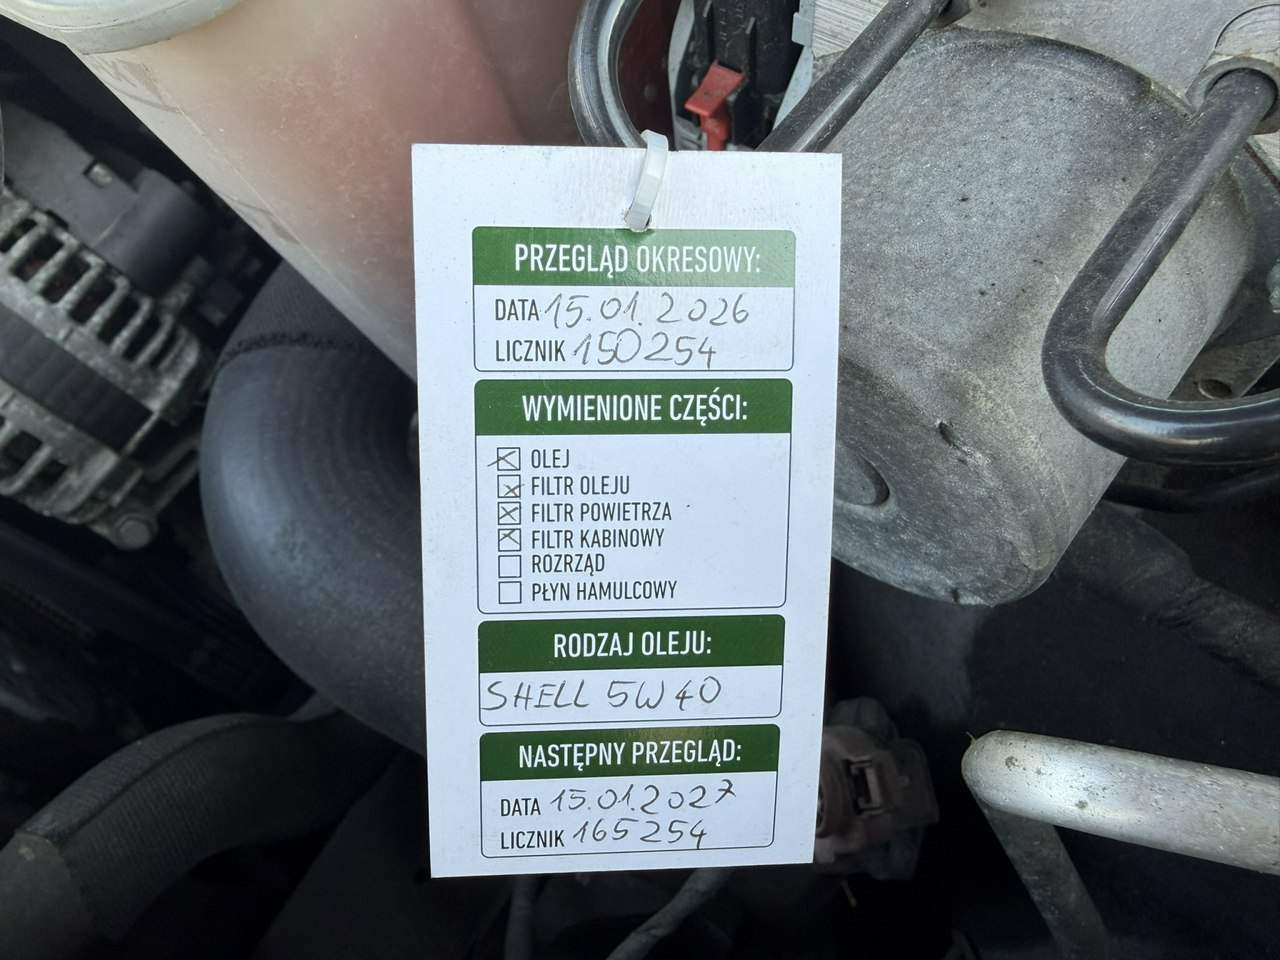 PRZEGLĄD OKRESOWY:
DATA 15.01.2026
LICZNIK 150254
WYMIENIONE CZĘŚCI:
OLEJ
FILTR OLEJU
FILTR POWIETRZA
FILTR KABINOWY
ROZRZĄD
PŁYN HAMULCOWY
RODZAJ OLEJU:
SHELL 5W40
NASTĘPNY PRZEGLĄD:
DATA 15.01.2027
LICZNIK 165254